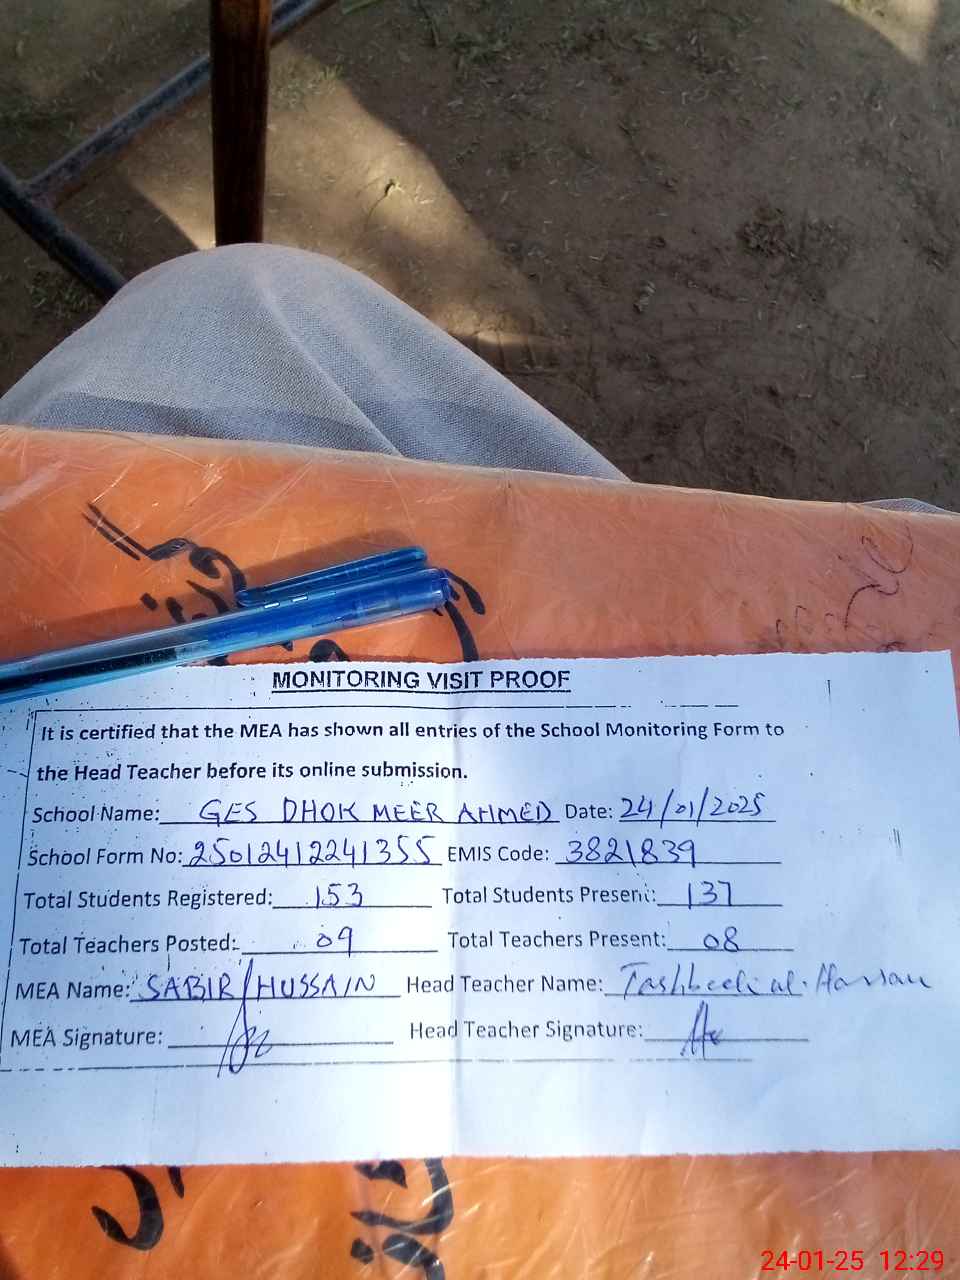 MONITORING VISIT PROOF
It is certified that the MEA has shown all entries of the School Monitoring Form to
the Head Teacher before its online submission.
School Name: GES DHOK MEER AHMED Date: 24/01/2025
School Form No: 25012412241355 EMIS Code: 3821839
Total Students Registered: 153 Total Students Present: 137
Total Teachers Posted: 09 Total Teachers Present: 08
MEA Name: SABIR HUSSAIN Head Teacher Name: Hassan
MEA Signature: Head Teacher Signature:
24-01-25 12:29